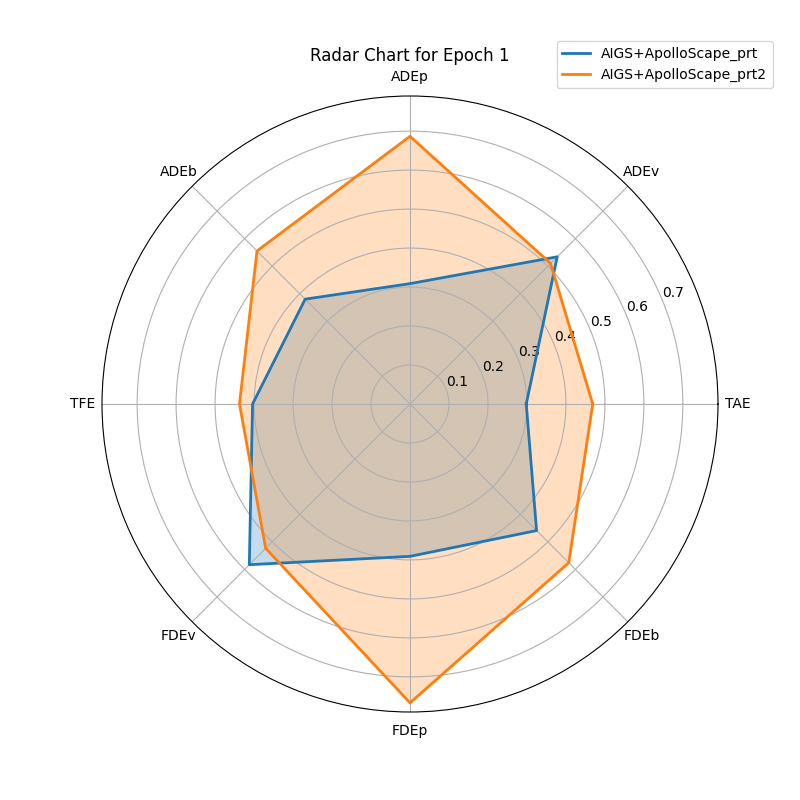 Radar Chart for Epoch 1
AIGS+ApolloScape_prt
AIGS+ApolloScape_prt2
ADEp
ADEb
ADEv
0.7
0.6
0.5
0.4
0.3
0.2
0.1
TFE
TAE
FDEv
FDEb
FDEp